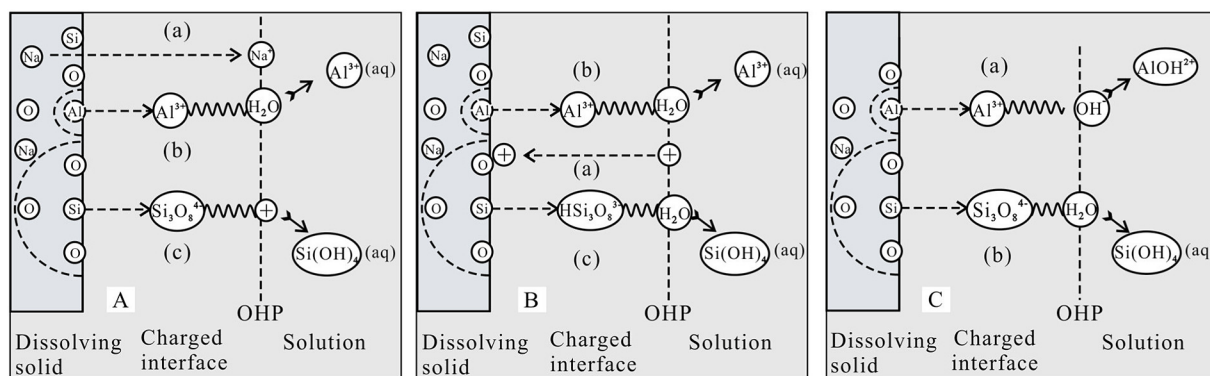 Si
(a)
Na
Na⁺
O
Al³⁺
(aq)
Al
Al³⁺
H₂O
O
Na
(b)
O
O
Si
Si₃O₈⁴⁻
+
O
(c)
Si(OH)₄
(aq)
A
OHP
Dissolving
solid
Charged
interface
Solution
Si
Na
(b)
Al³⁺
(aq)
O
O
Al
Al³⁺
H₂O
Na
O
+
+
(a)
O
Si
HSi₃O₈³⁻
H₂O
O
(c)
Si(OH)₄
(aq)
B
OHP
Dissolving
solid
Charged
interface
Solution
(a)
AlOH²⁺
O
O
Al
Al³⁺
OH⁻
Na
O
O
Si
Si₃O₈⁴⁻
H₂O
O
(b)
Si(OH)₄
(aq)
C
OHP
Dissolving
solid
Charged
interface
Solution